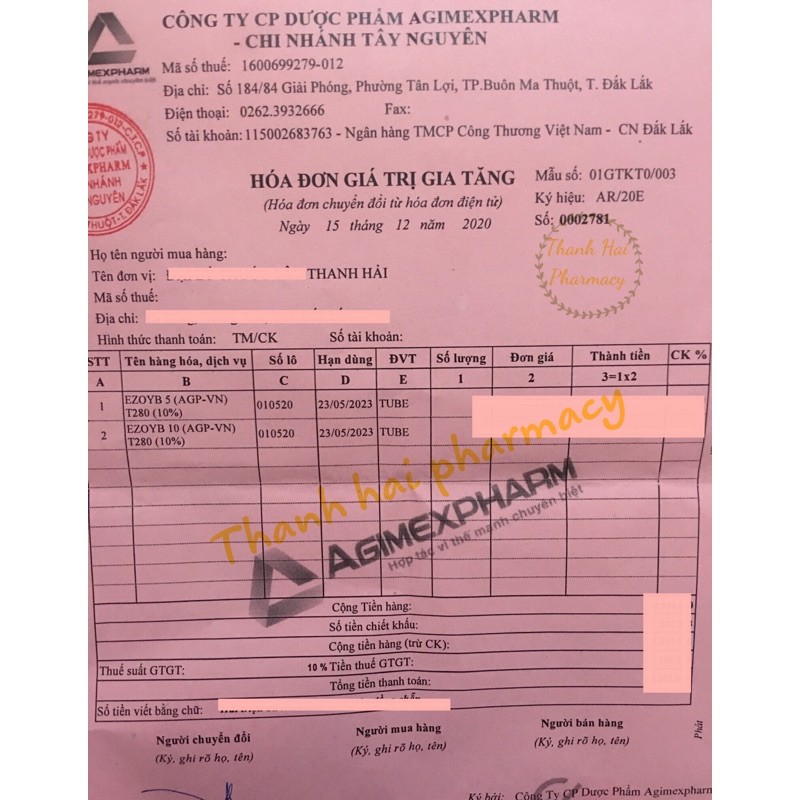 CÔNG TY CP DƯỢC PHẨM AGIMEXPHARM
- CHI NHÁNH TÂY NGUYÊN
Mã số thuế: 1600699279-012
Địa chỉ: Số 184/84 Giải Phóng, Phường Tân Lợi, TP.Buôn Ma Thuột, T. Đắk Lắk
Điện thoại: 0262.3932666 Fax:
Số tài khoản: 115002683763 - Ngân hàng TMCP Công Thương Việt Nam - CN Đắk Lắk
HÓA ĐƠN GIÁ TRỊ GIA TĂNG
(Hóa đơn chuyển đổi từ hóa đơn điện tử)
Ngày 15 tháng 12 năm 2020
Mẫu số: 01GTKT0/003
Ký hiệu: AR/20E
Số: 0002781
Thanh Hai
Pharmacy
Họ tên người mua hàng:
Tên đơn vị: THANH HẢI
Mã số thuế:
Địa chỉ:
Hình thức thanh toán: TM/CK Số tài khoản:
STT Tên hàng hóa, dịch vụ Số lô Hạn dùng ĐVT Số lượng Đơn giá Thành tiền CK %
A B C D E 1 2 3=1x2
1 EZOYB 5 (AGP-VN) T280 (10%) 010520 23/05/2023 TUBE
2 EZOYB 10 (AGP-VN) T280 (10%) 010520 23/05/2023 TUBE
Thanh hai pharmacy
AGIMEXPHARM
Hợp tác vì thế mạnh chuyên biệt
Cộng Tiền hàng:
Số tiền chiết khấu:
Cộng tiền hàng (trừ CK):
Thuế suất GTGT: 10 % Tiền thuế GTGT:
Tổng tiền thanh toán:
Số tiền viết bằng chữ:
Người chuyển đổi Người mua hàng Người bán hàng
(Ký, ghi rõ họ, tên) (Ký, ghi rõ họ, tên) (Ký, ghi rõ họ, tên)
Phát
Ký bởi: Công Ty CP Dược Phẩm Agimexpharm